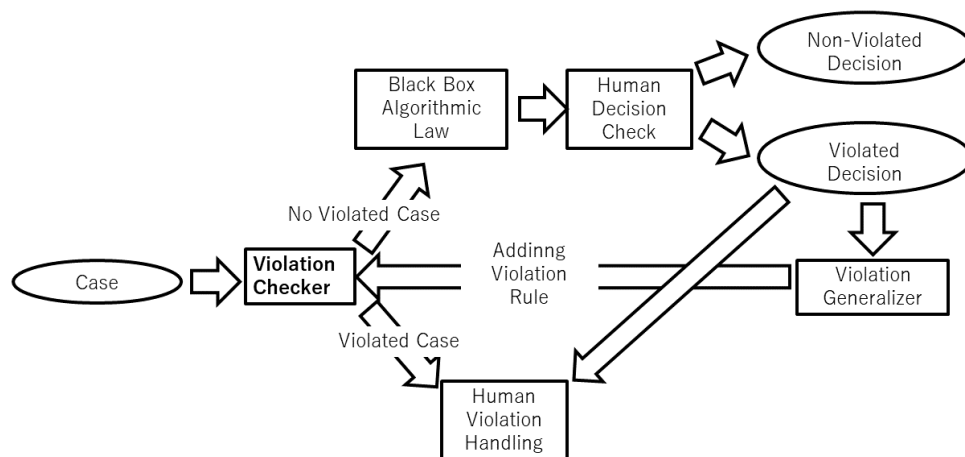 Non-Violated
Decision
Black Box
Algorithmic
Law
Human
Decision
Check
Violated
Decision
No Violated Case
Case
Violation
Checker
Addinng
Violation
Rule
Violation
Generalizer
Violated Case
Human
Violation
Handling